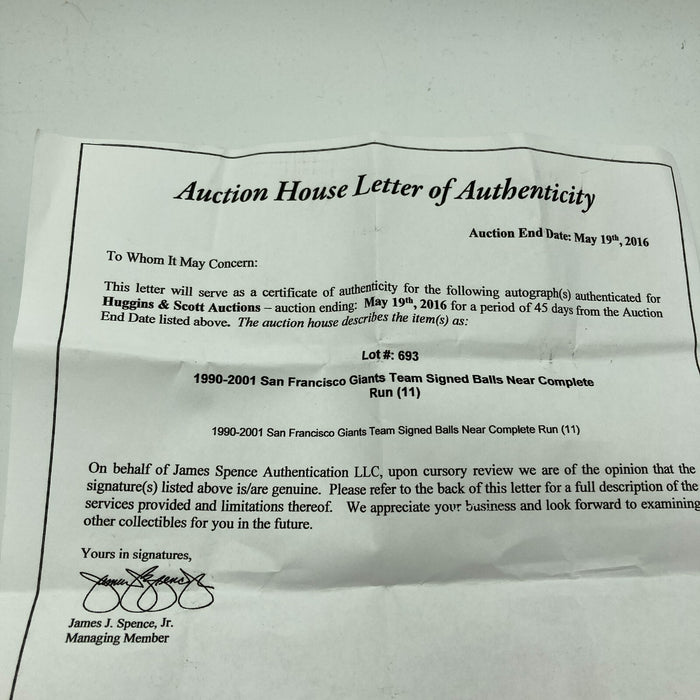 Auction House Letter of Authenticity
Auction End Date: May 19th, 2016
To Whom It May Concern:
This letter will serve as a certificate of authenticity for the following autograph(s) authenticated for
Huggins & Scott Auctions – auction ending: May 19th, 2016 for a period of 45 days from the Auction
End Date listed above. The auction house describes the item(s) as:
Lot #: 693
1990-2001 San Francisco Giants Team Signed Balls Near Complete
Run (11)
1990-2001 San Francisco Giants Team Signed Balls Near Complete Run (11)
On behalf of James Spence Authentication LLC, upon cursory review we are of the opinion that the
signature(s) listed above is/are genuine. Please refer to the back of this letter for a full description of the
services provided and limitations thereof. We appreciate your business and look forward to examining
other collectibles for you in the future.
Yours in signatures,
James J. Spence, Jr.
Managing Member